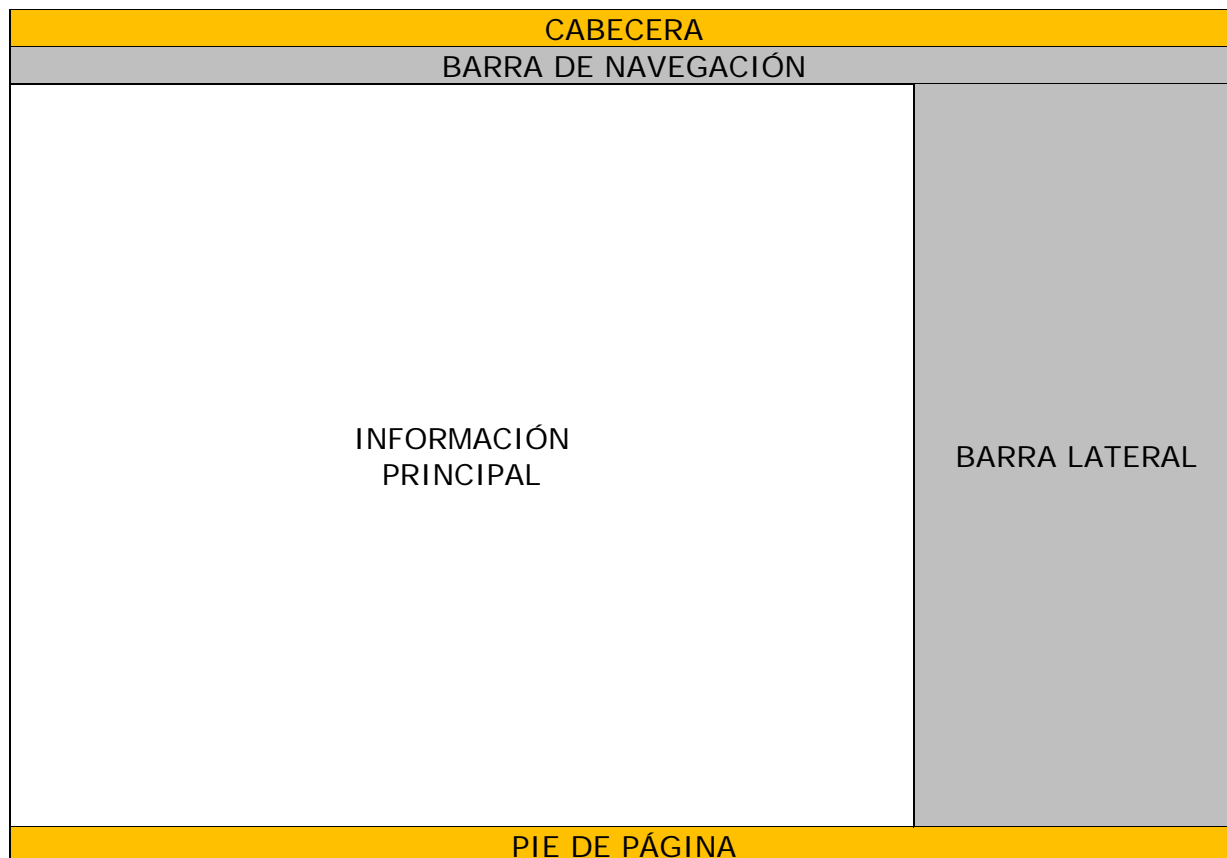 CABECERA
BARRA DE NAVEGACIÓN
INFORMACIÓN
PRINCIPAL
BARRA LATERAL
PIE DE PÁGINA